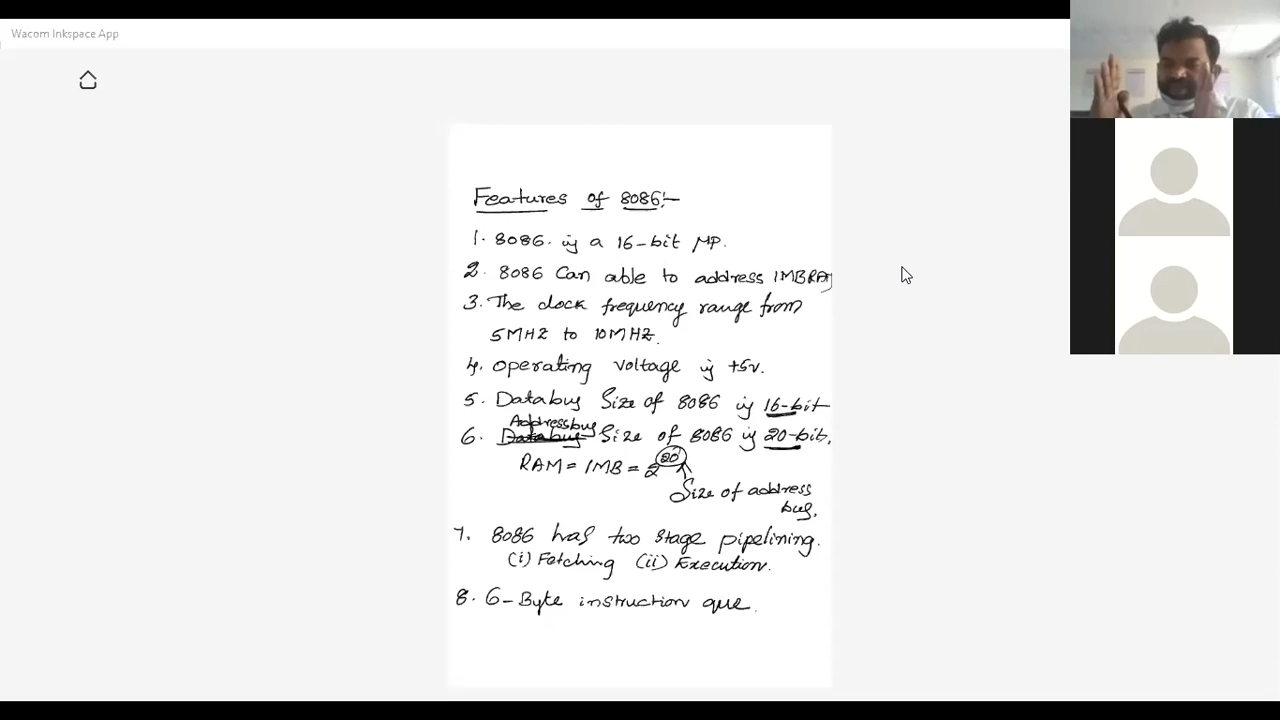 Wacom Inkspace App
Features of 8086:-
1. 8086. is a 16-bit MP.
2. 8086 Can able to address 1MB RAM
3. The clock frequency range from
5MHZ to 10MHZ.
4. Operating voltage is +5v.
5. Databus Size of 8086 is 16-bit
Address bus
6. Databus Size of 8086 is 20-bit.
RAM = 1MB = 2^20
Size of address
bus.
7. 8086 has two stage pipelining.
(i) Fetching (ii) Execution.
8. 6-Byte instruction que.